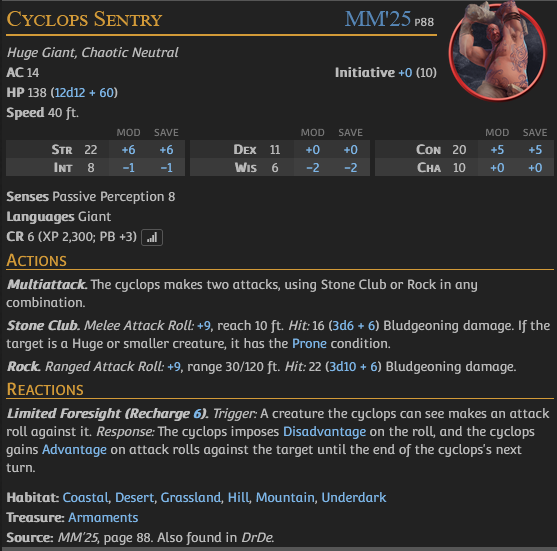 Cyclops Sentry MM'25 P88
Huge Giant, Chaotic Neutral
AC 14 Initiative +0 (10)
HP 138 (12d12 + 60)
Speed 40 ft.
MOD SAVE MOD SAVE MOD SAVE
Str 22 +6 +6 Dex 11 +0 +0 Con 20 +5 +5
Int 8 −1 −1 Wis 6 −2 −2 Cha 10 +0 +0
Senses Passive Perception 8
Languages Giant
CR 6 (XP 2,300; PB +3)
Actions
Multiattack. The cyclops makes two attacks, using Stone Club or Rock in any
combination.
Stone Club. Melee Attack Roll: +9, reach 10 ft. Hit: 16 (3d6 + 6) Bludgeoning damage. If the
target is a Huge or smaller creature, it has the Prone condition.
Rock. Ranged Attack Roll: +9, range 30/120 ft. Hit: 22 (3d10 + 6) Bludgeoning damage.
Reactions
Limited Foresight (Recharge 6). Trigger: A creature the cyclops can see makes an attack
roll against it. Response: The cyclops imposes Disadvantage on the roll, and the cyclops
gains Advantage on attack rolls against the target until the end of the cyclops's next
turn.
Habitat: Coastal, Desert, Grassland, Hill, Mountain, Underdark
Treasure: Armaments
Source: MM'25, page 88. Also found in DrDe.